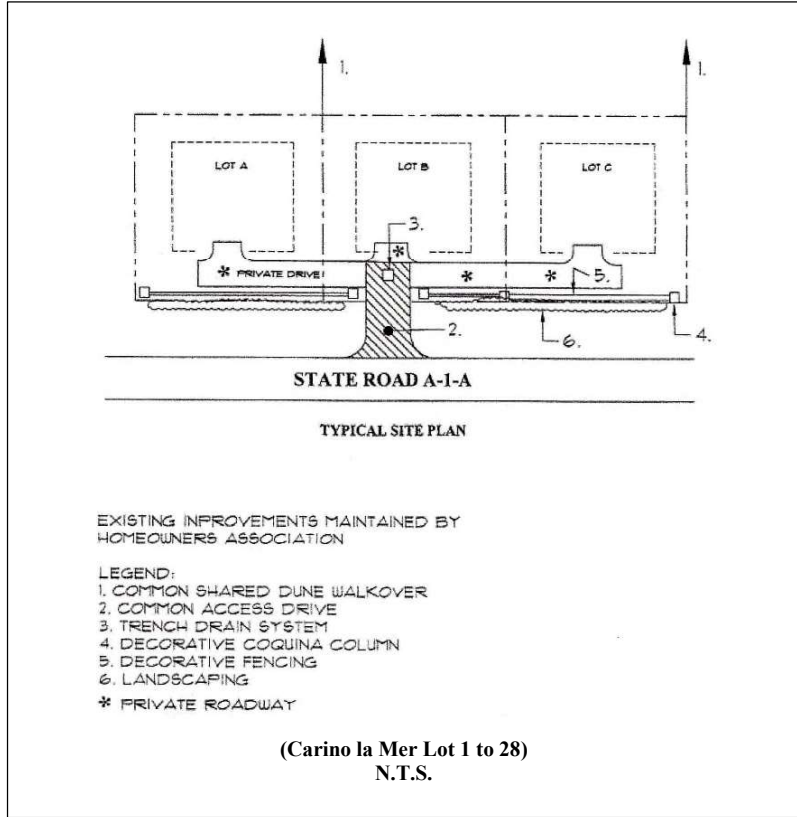 1.
1.
LOT A
LOT B
LOT C
3.
*
* PRIVATE DRIVE
*
*
5.
2.
6.
4.
STATE ROAD A-1-A
TYPICAL SITE PLAN
EXISTING INPROVEMENTS MAINTAINED BY
HOMEOWNERS ASSOCIATION
LEGEND:
1. COMMON SHARED DUNE WALKOVER
2. COMMON ACCESS DRIVE
3. TRENCH DRAIN SYSTEM
4. DECORATIVE COQUINA COLUMN
5. DECORATIVE FENCING
6. LANDSCAPING
* PRIVATE ROADWAY
(Carino la Mer Lot 1 to 28)
N.T.S.